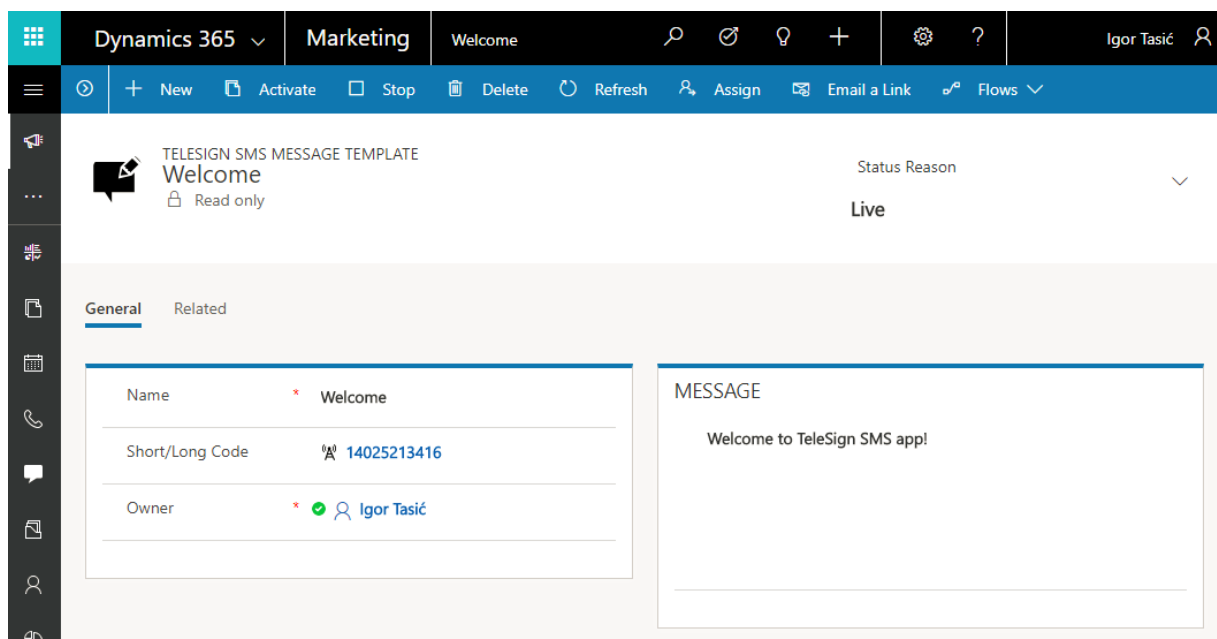 Dynamics 365 Marketing Welcome ? Igor Tasić
New Activate Stop Delete Refresh Assign Email a Link Flows
TELESIGN SMS MESSAGE TEMPLATE
Welcome
Read only
Status Reason
Live
General Related
Name * Welcome
Short/Long Code 14025213416
Owner * Igor Tasić
MESSAGE
Welcome to TeleSign SMS app!